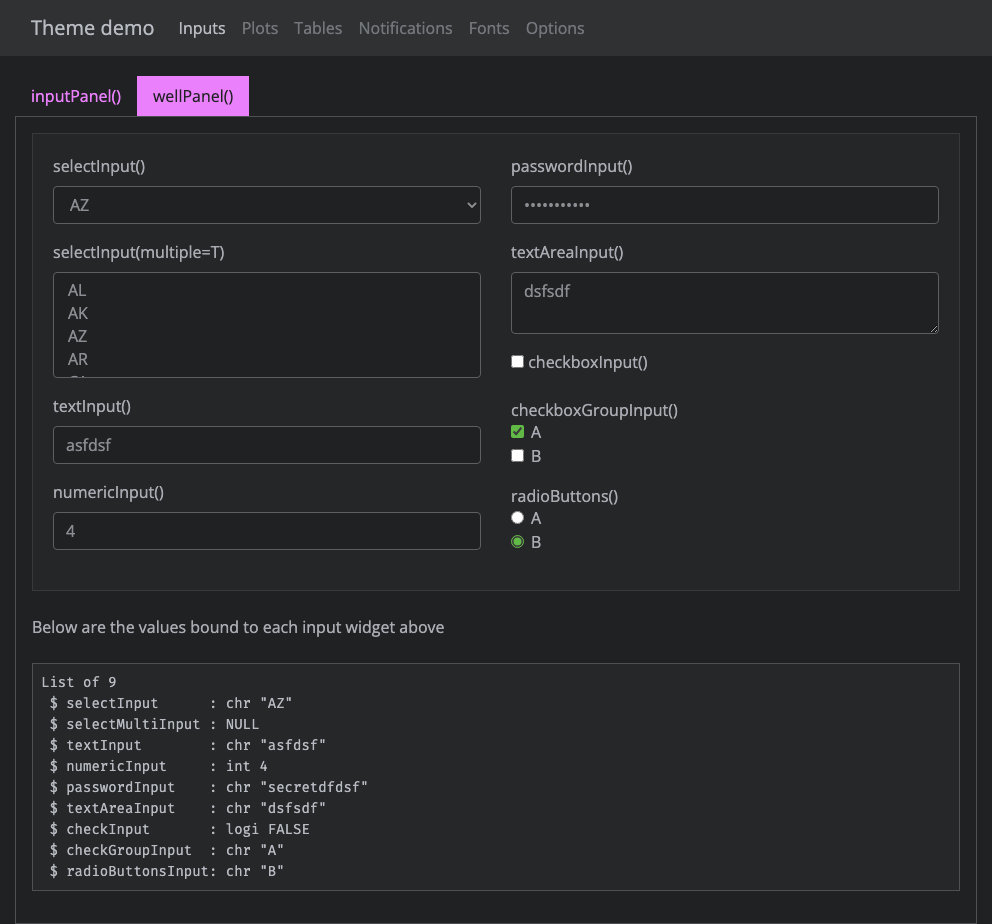 Theme demo Inputs Plots Tables Notifications Fonts Options
inputPanel() wellPanel()
selectInput()
AZ
selectInput(multiple=T)
AL
AK
AZ
AR
textInput()
asfdsf
numericInput()
4
passwordInput()
•••••••••••
textAreaInput()
dsfsdf
checkboxInput()
checkboxGroupInput()
A
B
radioButtons()
A
B
Below are the values bound to each input widget above
List of 9
 $ selectInput      : chr "AZ"
 $ selectMultiInput : NULL
 $ textInput        : chr "asfdsf"
 $ numericInput     : int 4
 $ passwordInput    : chr "secretdfdsf"
 $ textAreaInput    : chr "dsfsdf"
 $ checkInput       : logi FALSE
 $ checkGroupInput  : chr "A"
 $ radioButtonsInput: chr "B"